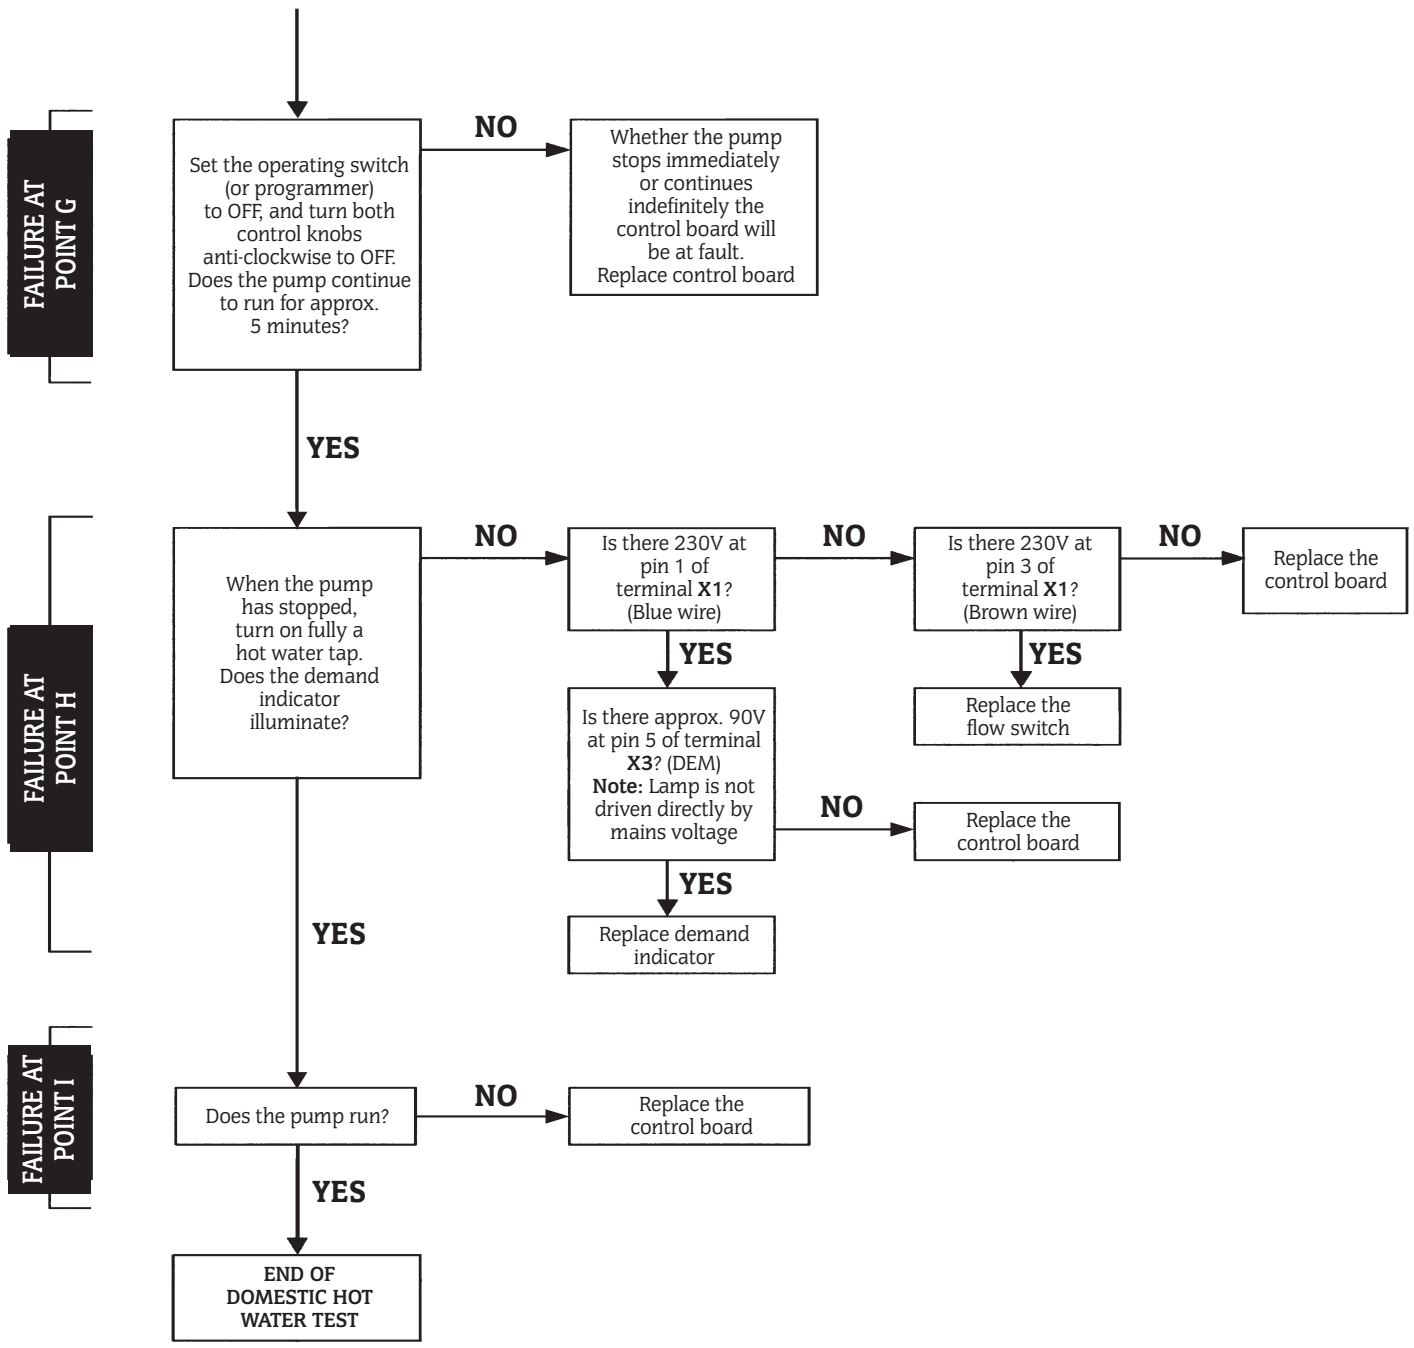 FAILURE AT
POINT G
Set the operating switch
(or programmer)
to OFF, and turn both
control knobs
anti-clockwise to OFF.
Does the pump continue
to run for approx.
5 minutes?
NO
Whether the pump
stops immediately
or continues
indefinitely the
control board will
be at fault.
Replace control board
YES
FAILURE AT
POINT H
When the pump
has stopped,
turn on fully a
hot water tap.
Does the demand
indicator
illuminate?
NO
Is there 230V at
pin 1 of
terminal X1?
(Blue wire)
NO
Is there 230V at
pin 3 of
terminal X1?
(Brown wire)
NO
Replace the
control board
YES
YES
Replace the
flow switch
Is there approx. 90V
at pin 5 of terminal
X3? (DEM)
Note: Lamp is not
driven directly by
mains voltage
NO
Replace the
control board
YES
Replace demand
indicator
YES
FAILURE AT
POINT I
Does the pump run?
NO
Replace the
control board
YES
END OF
DOMESTIC HOT
WATER TEST